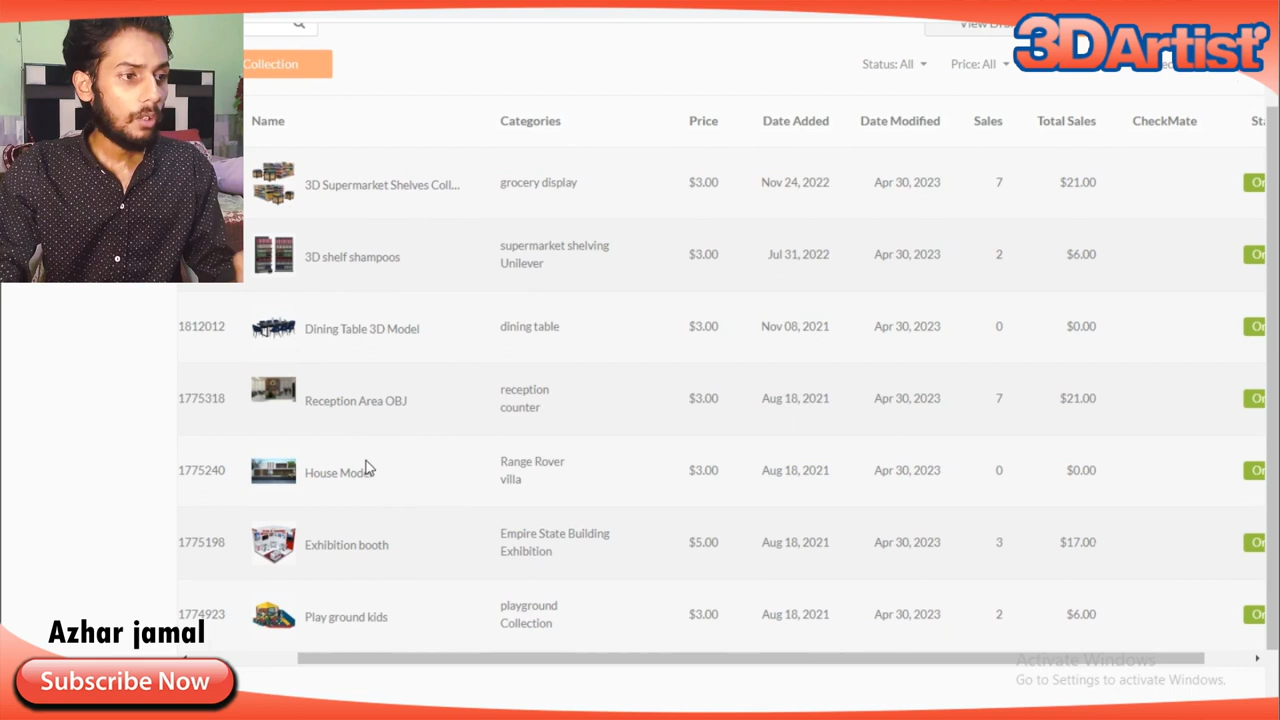 View Dra
3DArtist
Collection
Status: All
Price: All
Name Categories Price Date Added Date Modified Sales Total Sales CheckMate
3D Supermarket Shelves Coll... grocery display $3.00 Nov 24, 2022 Apr 30, 2023 7 $21.00
3D shelf shampoos supermarket shelving $3.00 Jul 31, 2022 Apr 30, 2023 2 $6.00
Unilever
1812012 Dining Table 3D Model dining table $3.00 Nov 08, 2021 Apr 30, 2023 0 $0.00
1775318 Reception Area OBJ reception $3.00 Aug 18, 2021 Apr 30, 2023 7 $21.00
counter
1775240 House Model Range Rover $3.00 Aug 18, 2021 Apr 30, 2023 0 $0.00
villa
1775198 Exhibition booth Empire State Building $5.00 Aug 18, 2021 Apr 30, 2023 3 $17.00
Exhibition
1774923 Play ground kids playground $3.00 Aug 18, 2021 Apr 30, 2023 2 $6.00
Collection
Azhar jamal
Subscribe Now
Activate Windows
Go to Settings to activate Windows.